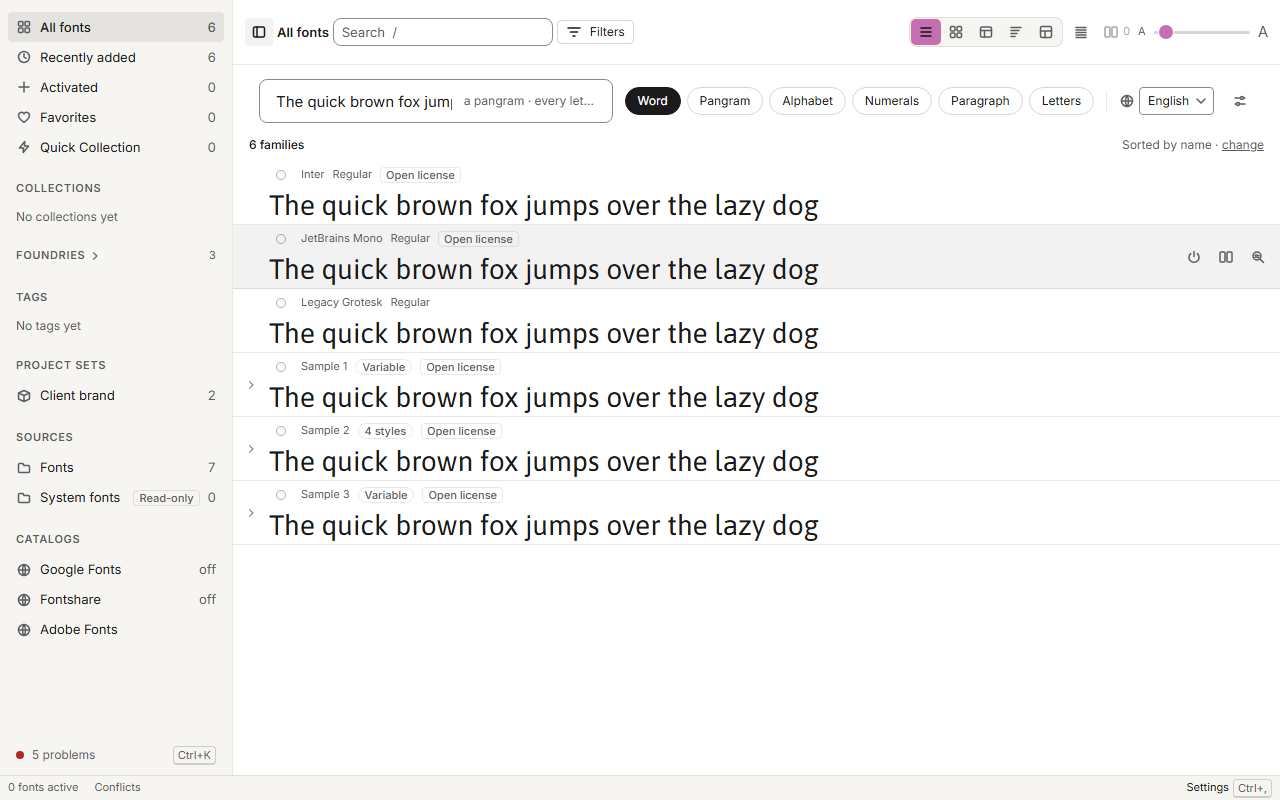 All fonts 6
Recently added 6
Activated 0
Favorites 0
Quick Collection 0
COLLECTIONS
No collections yet
FOUNDRIES 3
TAGS
No tags yet
PROJECT SETS
Client brand 2
SOURCES
Fonts 7
System fonts Read-only 0
CATALOGS
Google Fonts off
Fontshare off
Adobe Fonts
5 problems Ctrl+K
All fonts Search / Filters 0 A A
The quick brown fox jump a pangram · every let... Word Pangram Alphabet Numerals Paragraph Letters English
6 families Sorted by name · change
Inter Regular Open license
The quick brown fox jumps over the lazy dog
JetBrains Mono Regular Open license
The quick brown fox jumps over the lazy dog
Legacy Grotesk Regular
The quick brown fox jumps over the lazy dog
Sample 1 Variable Open license
The quick brown fox jumps over the lazy dog
Sample 2 4 styles Open license
The quick brown fox jumps over the lazy dog
Sample 3 Variable Open license
The quick brown fox jumps over the lazy dog
0 fonts active Conflicts Settings Ctrl+,